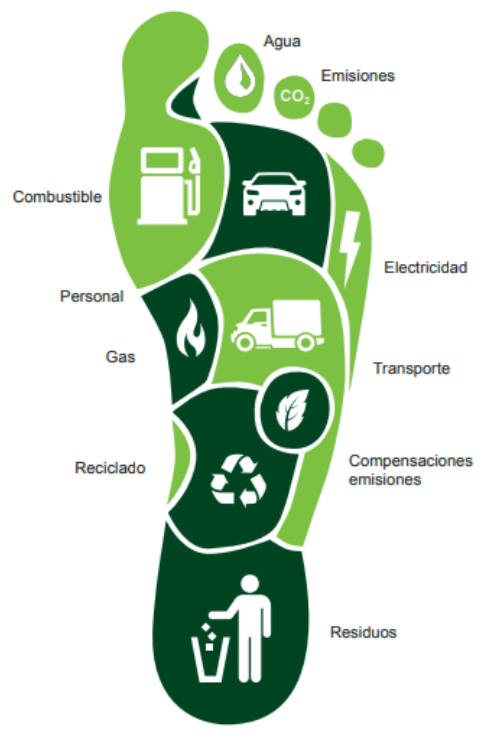 Agua
Emisiones
CO₂
Combustible
Electricidad
Personal
Gas
Transporte
Compensaciones
emisiones
Reciclado
Residuos